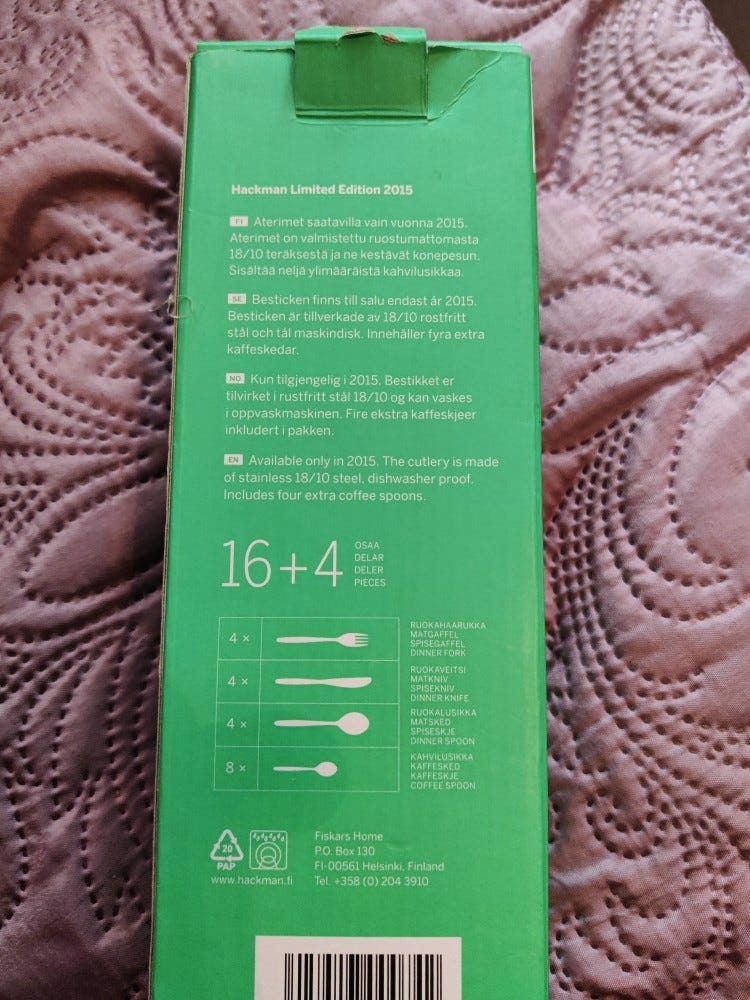 Hackman Limited Edition 2015
FI Aterimet saatavilla vain vuonna 2015.
Aterimet on valmistettu ruostumattomasta
18/10 teräksestä ja ne kestävät konepesun.
Sisältää neljä ylimääräistä kahvilusikkaa.
SE Besticken finns till salu endast år 2015.
Besticken är tillverkade av 18/10 rostfritt
stål och tål maskindisk. Innehåller fyra extra
kaffeskedar.
NO Kun tilgjengelig i 2015. Bestikket er
tilvirket i rustfritt stål 18/10 og kan vaskes
i oppvaskmaskinen. Fire ekstra kaffeskjeer
inkludert i pakken.
EN Available only in 2015. The cutlery is made
of stainless 18/10 steel, dishwasher proof.
Includes four extra coffee spoons.
16+4
OSAA
DELAR
DELER
PIECES
4 ×
RUOKAHAARUKKA
MATGAFFEL
SPISEGAFFEL
DINNER FORK
4 ×
RUOKAVEITSI
MATKNIV
SPISEKNIV
DINNER KNIFE
4 ×
RUOKALUSIKKA
MATSKED
SPISESKJE
DINNER SPOON
8 ×
KAHVILUSIKKA
KAFFESKED
KAFFESKJE
COFFEE SPOON
20
PAP
www.hackman.fi
Fiskars Home
P.O. Box 130
FI-00561 Helsinki, Finland
Tel. +358 (0) 204 3910